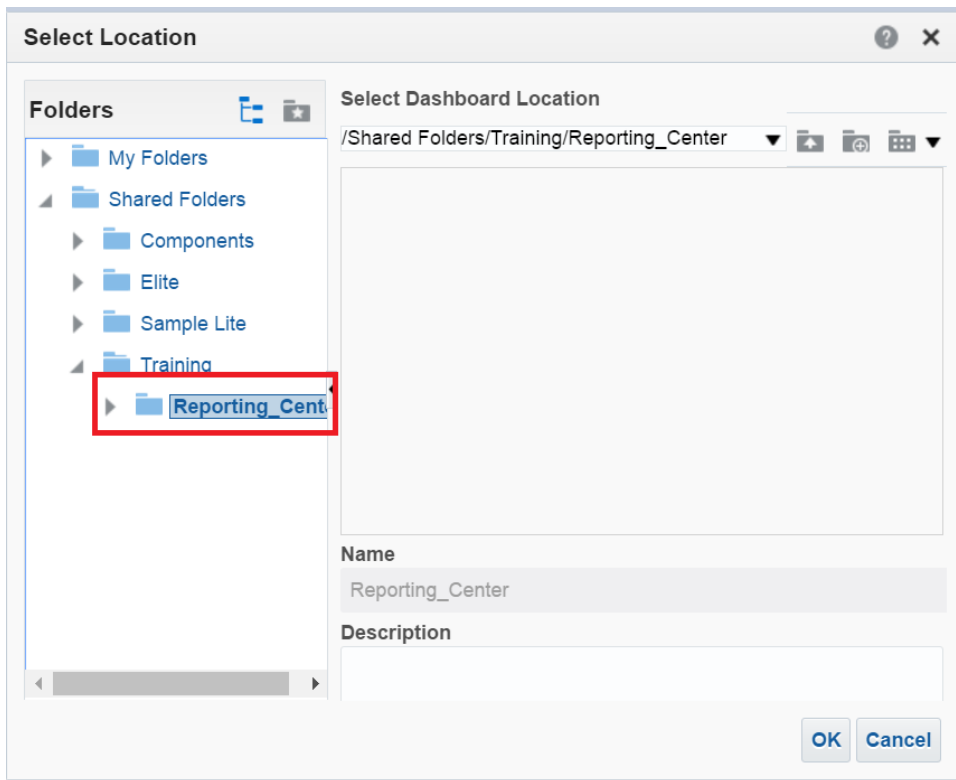 Select Location
Folders
My Folders
Shared Folders
Components
Elite
Sample Lite
Training
Reporting_Cent
Select Dashboard Location
/Shared Folders/Training/Reporting_Center
Name
Reporting_Center
Description
OK
Cancel